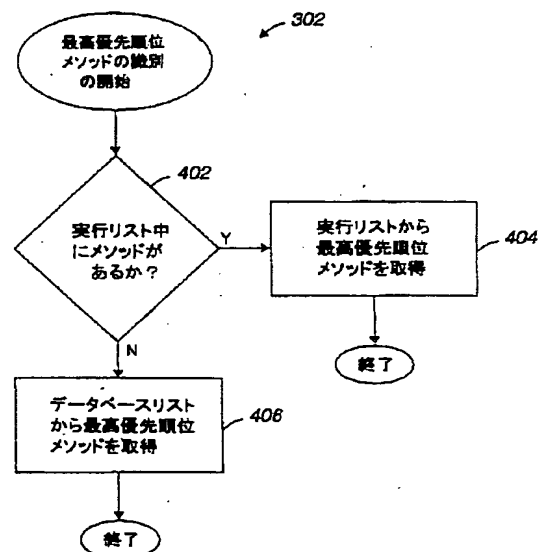 302
最高優先順位
メソッドの識別
の開始
402
実行リスト中
にメソッドが
あるか？
Y
実行リストから
最高優先順位
メソッドを取得
404
終了
N
データベースリスト
から最高優先順位
メソッドを取得
406
終了